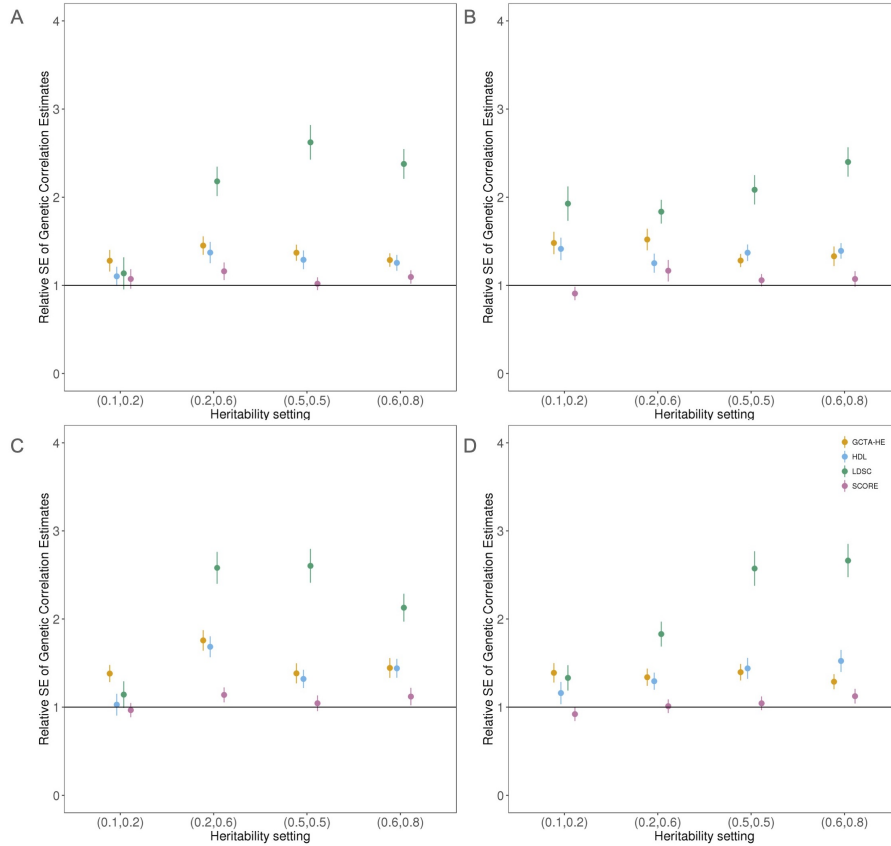 A
Relative SE of Genetic Correlation Estimates
4
3
2
1
0
(0.1,0.2) (0.2,0.6) (0.5,0.5) (0.6,0.8)
Heritability setting
B
Relative SE of Genetic Correlation Estimates
4
3
2
1
0
(0.1,0.2) (0.2,0.6) (0.5,0.5) (0.6,0.8)
Heritability setting
C
Relative SE of Genetic Correlation Estimates
4
3
2
1
0
(0.1,0.2) (0.2,0.6) (0.5,0.5) (0.6,0.8)
Heritability setting
D
Relative SE of Genetic Correlation Estimates
4
3
2
1
0
(0.1,0.2) (0.2,0.6) (0.5,0.5) (0.6,0.8)
Heritability setting
GCTA-HE
HDL
LDSC
SCORE